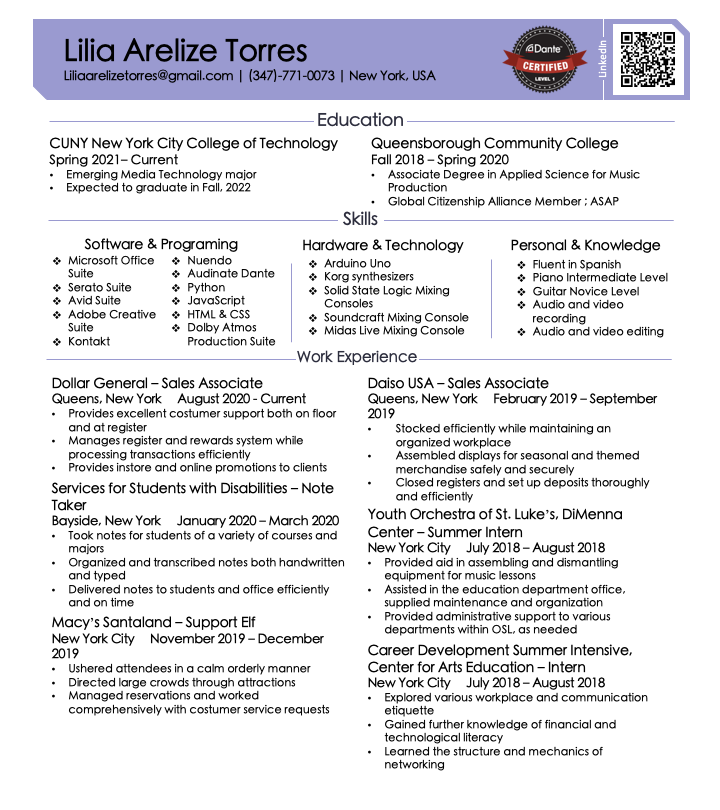 Lilia Arelize Torres
Liliaarelizetorres@gmail.com | (347)-771-0073 | New York, USA
Dante™
CERTIFIED
LEVEL 1
LinkedIn
Education
CUNY New York City College of Technology
Spring 2021– Current
• Emerging Media Technology major
• Expected to graduate in Fall, 2022
Queensborough Community College
Fall 2018 – Spring 2020
• Associate Degree in Applied Science for Music
Production
• Global Citizenship Alliance Member ; ASAP
Skills
Software & Programing
❖ Microsoft Office
Suite
❖ Serato Suite
❖ Avid Suite
❖ Adobe Creative
Suite
❖ Kontakt
❖ Nuendo
❖ Audinate Dante
❖ Python
❖ JavaScript
❖ HTML & CSS
❖ Dolby Atmos
Production Suite
Hardware & Technology
❖ Arduino Uno
❖ Korg synthesizers
❖ Solid State Logic Mixing
Consoles
❖ Soundcraft Mixing Console
❖ Midas Live Mixing Console
Personal & Knowledge
❖ Fluent in Spanish
❖ Piano Intermediate Level
❖ Guitar Novice Level
❖ Audio and video
recording
❖ Audio and video editing
Work Experience
Dollar General – Sales Associate
Queens, New York August 2020 - Current
• Provides excellent costumer support both on floor
and at register
• Manages register and rewards system while
processing transactions efficiently
• Provides instore and online promotions to clients
Services for Students with Disabilities – Note
Taker
Bayside, New York January 2020 – March 2020
• Took notes for students of a variety of courses and
majors
• Organized and transcribed notes both handwritten
and typed
• Delivered notes to students and office efficiently
and on time
Macy’s Santaland – Support Elf
New York City November 2019 – December
2019
• Ushered attendees in a calm orderly manner
• Directed large crowds through attractions
• Managed reservations and worked
comprehensively with costumer service requests
Daiso USA – Sales Associate
Queens, New York February 2019 – September
2019
• Stocked efficiently while maintaining an
organized workplace
• Assembled displays for seasonal and themed
merchandise safely and securely
• Closed registers and set up deposits thoroughly
and efficiently
Youth Orchestra of St. Luke’s, DiMenna
Center – Summer Intern
New York City July 2018 – August 2018
• Provided aid in assembling and dismantling
equipment for music lessons
• Assisted in the education department office,
supplied maintenance and organization
• Provided administrative support to various
departments within OSL, as needed
Career Development Summer Intensive,
Center for Arts Education – Intern
New York City July 2018 – August 2018
• Explored various workplace and communication
etiquette
• Gained further knowledge of financial and
technological literacy
• Learned the structure and mechanics of
networking